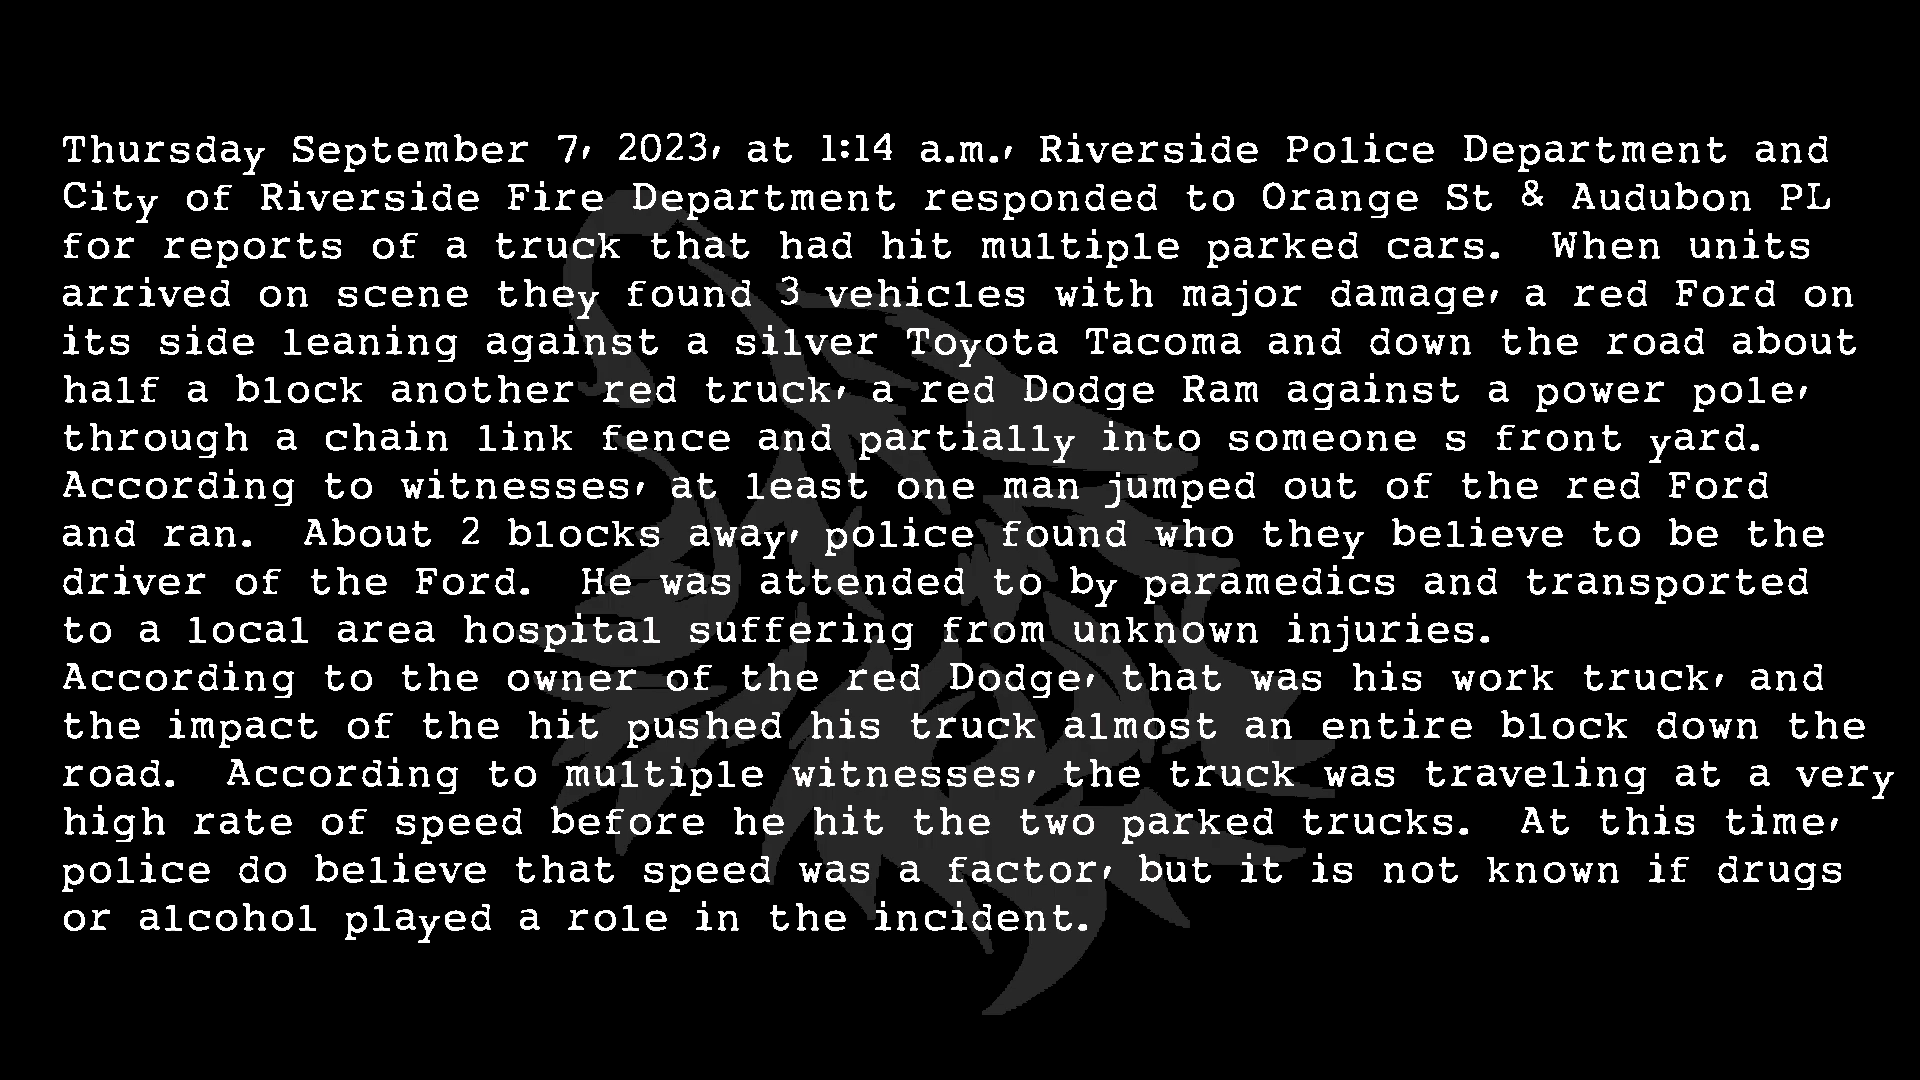 Thursday September 7, 2023, at 1:14 a.m., Riverside Police Department and
City of Riverside Fire Department responded to Orange St & Audubon PL
for reports of a truck that had hit multiple parked cars.  When units
arrived on scene they found 3 vehicles with major damage, a red Ford on
its side leaning against a silver Toyota Tacoma and down the road about
half a block another red truck, a red Dodge Ram against a power pole,
through a chain link fence and partially into someone s front yard.
According to witnesses, at least one man jumped out of the red Ford
and ran.  About 2 blocks away, police found who they believe to be the
driver of the Ford.  He was attended to by paramedics and transported
to a local area hospital suffering from unknown injuries.
According to the owner of the red Dodge, that was his work truck, and
the impact of the hit pushed his truck almost an entire block down the
road.  According to multiple witnesses, the truck was traveling at a very
high rate of speed before he hit the two parked trucks.  At this time,
police do believe that speed was a factor, but it is not known if drugs
or alcohol played a role in the incident.